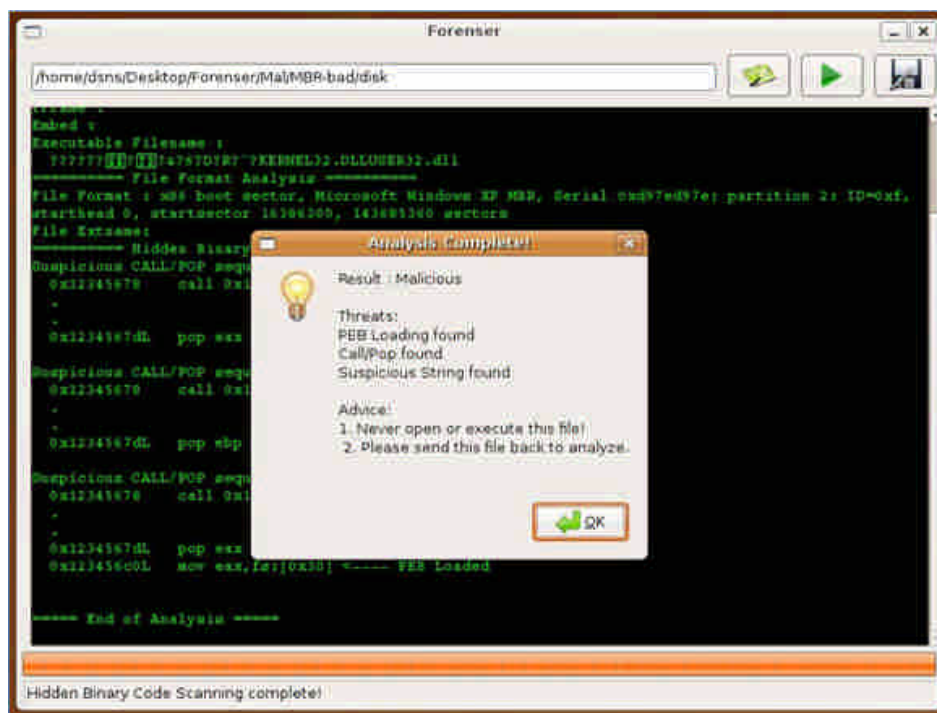 Forenser
/home/dsns/Desktop/Forenser/Mal/MBR-bad/disk
Embed :
Executable Filename :
KERNEL32.DLLUSER32.dll
========== File Format Analysis ==========
File Format : x86 boot sector, Microsoft Windows XP MBR, Serial 0xd97ed97e; partition 2: ID=0xf,
starthead 0, startsector 143685360 sectors
File Extname:
========== Hidden Binary
Suspicious CALL/POP sequ
0x12345678 call 0x1
.
.
0x1234567dL pop eax
Suspicious CALL/POP sequ
0x12345678 call 0x1
.
.
0x1234567dL pop ebp
Suspicious CALL/POP sequ
0x12345678 call 0x1
.
.
0x1234567dL pop eax
0x123456c0L mov eax,fs:[0x30] <---- PEB Loaded
===== End of Analysis =====
Analysis Complete!
Result : Malicious
Threats:
PEB Loading found
Call/Pop found
Suspicious String found
Advice:
1. Never open or execute this file!
2. Please send this file back to analyze.
OK
Hidden Binary Code Scanning complete!